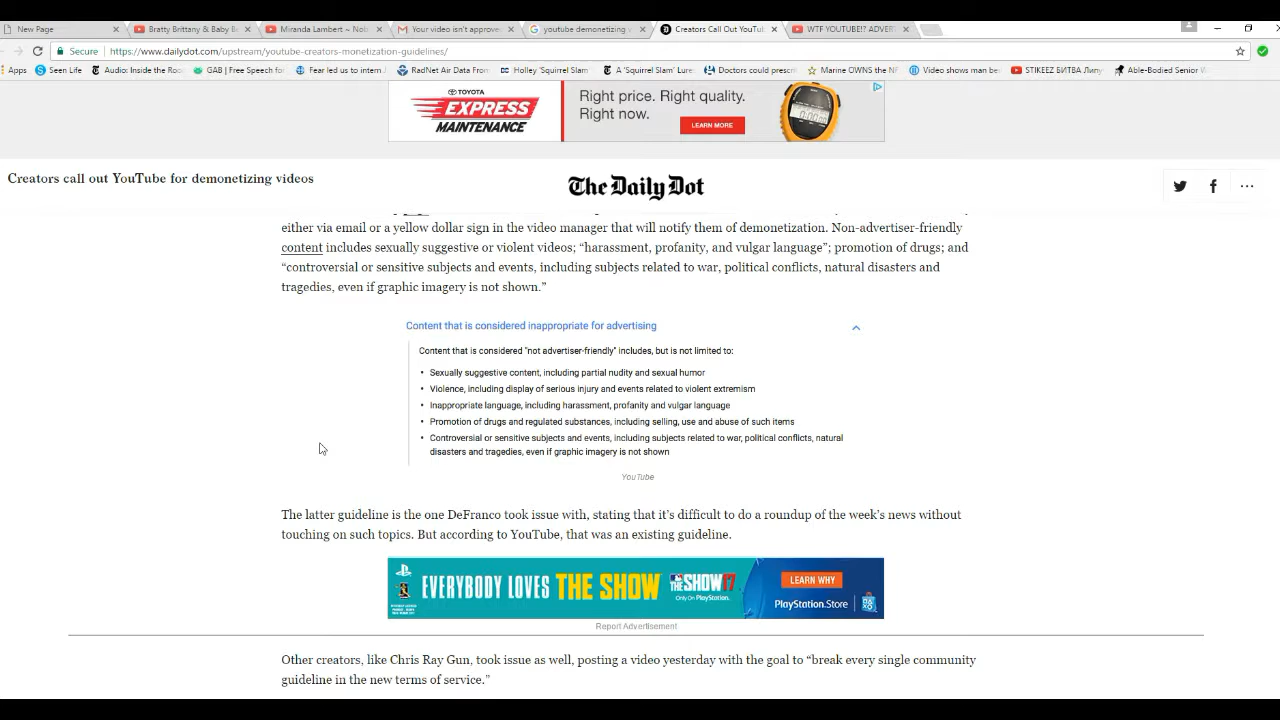 New Page
Bratty Brittany & Baby B
Miranda Lambert ~ Nob
Your video isn't approve
youtube demonetizing v
Creators Call Out YouTu
WTF YOUTUBE!? ADVERT
Secure
https://www.dailydot.com/upstream/youtube-creators-monetization-guidelines/
Apps
Seen Life
Audio: Inside the Roo
GAB | Free Speech fo
Fear led us to intern J
RadNet Air Data From
Holley 'Squirrel Slam
A 'Squirrel Slam' Lure
Doctors could prescri
Marine OWNS the NF
Video shows man be
STIKEEZ БИТВА Липу
Able-Bodied Senior W
TOYOTA
EXPRESS
MAINTENANCE
Right price. Right quality.
Right now.
LEARN MORE
Creators call out YouTube for demonetizing videos
The Daily Dot
either via email or a yellow dollar sign in the video manager that will notify them of demonetization. Non-advertiser-friendly
content includes sexually suggestive or violent videos; “harassment, profanity, and vulgar language”; promotion of drugs; and
“controversial or sensitive subjects and events, including subjects related to war, political conflicts, natural disasters and
tragedies, even if graphic imagery is not shown.”
Content that is considered inappropriate for advertising
Content that is considered "not advertiser-friendly" includes, but is not limited to:
• Sexually suggestive content, including partial nudity and sexual humor
• Violence, including display of serious injury and events related to violent extremism
• Inappropriate language, including harassment, profanity and vulgar language
• Promotion of drugs and regulated substances, including selling, use and abuse of such items
• Controversial or sensitive subjects and events, including subjects related to war, political conflicts, natural
disasters and tragedies, even if graphic imagery is not shown
YouTube
The latter guideline is the one DeFranco took issue with, stating that it’s difficult to do a roundup of the week’s news without
touching on such topics. But according to YouTube, that was an existing guideline.
EVERYBODY LOVES THE SHOW
THE SHOW 17
Only On PlayStation.
LEARN WHY
PlayStation.Store
Report Advertisement
Other creators, like Chris Ray Gun, took issue as well, posting a video yesterday with the goal to “break every single community
guideline in the new terms of service.”